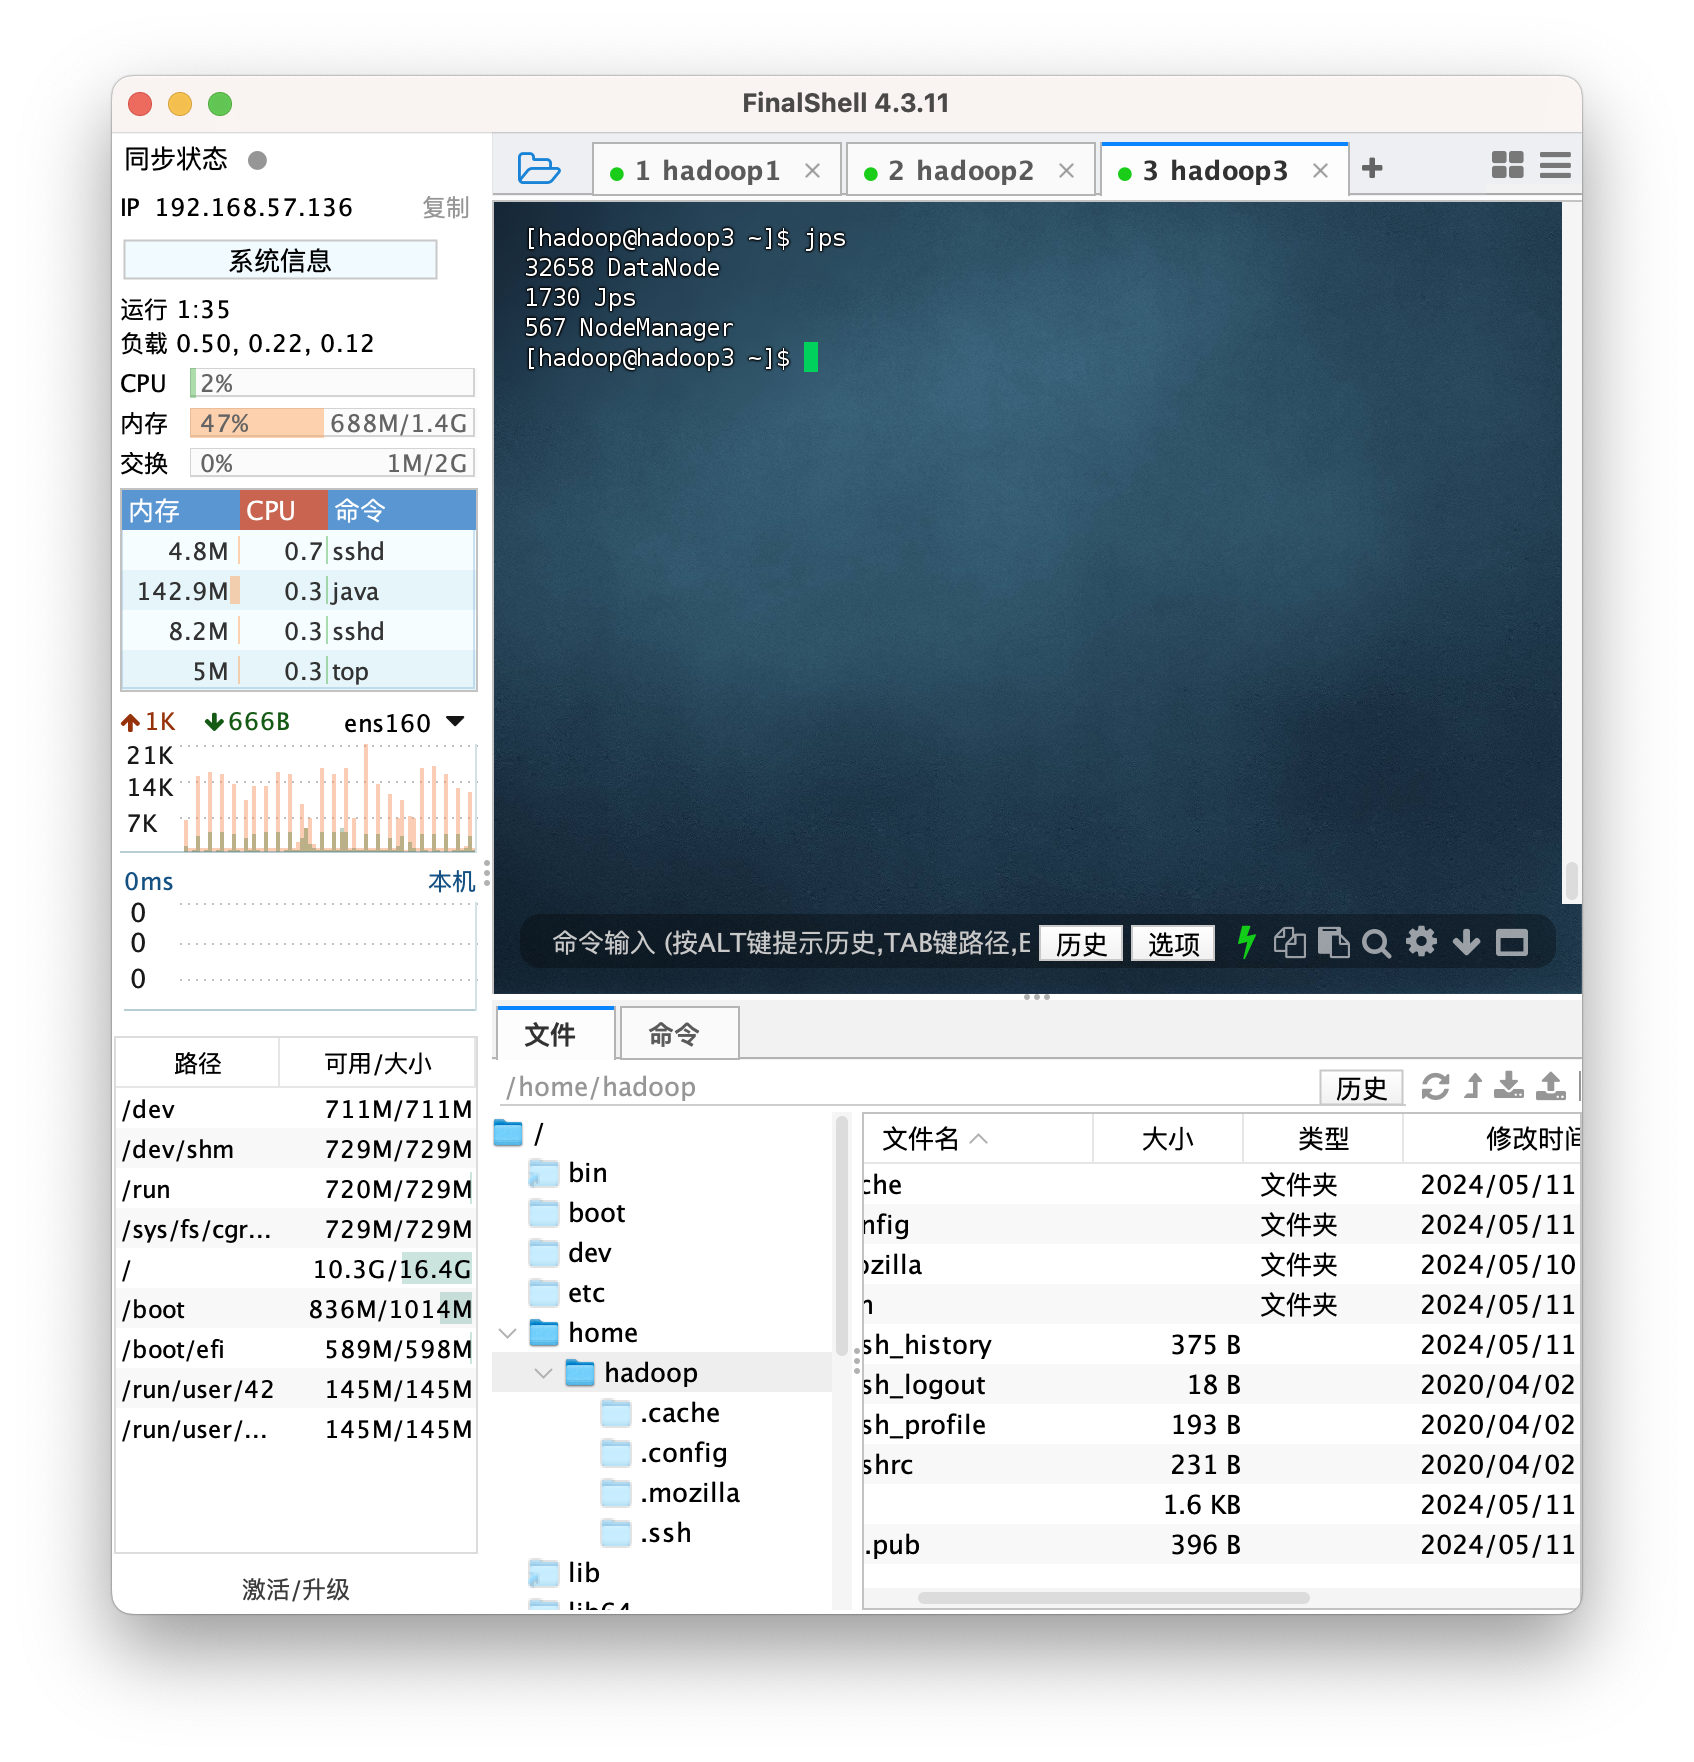 FinalShell 4.3.11
同步状态
IP 192.168.57.136 复制
系统信息
运行 1:35
负载 0.50, 0.22, 0.12
CPU 2%
内存 47% 688M/1.4G
交换 0% 1M/2G
内存 CPU 命令
4.8M 0.7 sshd
142.9M 0.3 java
8.2M 0.3 sshd
5M 0.3 top
1K 666B ens160
21K
14K
7K
0ms 本机
0
0
0
路径 可用/大小
/dev 711M/711M
/dev/shm 729M/729M
/run 720M/729M
/sys/fs/cgr... 729M/729M
/ 10.3G/16.4G
/boot 836M/1014M
/boot/efi 589M/598M
/run/user/42 145M/145M
/run/user/... 145M/145M
激活/升级
1 hadoop1
2 hadoop2
3 hadoop3
[hadoop@hadoop3 ~]$ jps
32658 DataNode
1730 Jps
567 NodeManager
[hadoop@hadoop3 ~]$
命令输入 (按ALT键提示历史,TAB键路径,E 历史 选项
文件 命令
/home/hadoop 历史
/
bin
boot
dev
etc
home
hadoop
.cache
.config
.mozilla
.ssh
lib
lib64
文件名 大小 类型 修改时间
che 文件夹 2024/05/11
nfig 文件夹 2024/05/11
ozilla 文件夹 2024/05/10
h 文件夹 2024/05/11
sh_history 375 B 2024/05/11
sh_logout 18 B 2020/04/02
sh_profile 193 B 2020/04/02
shrc 231 B 2020/04/02
1.6 KB 2024/05/11
.pub 396 B 2024/05/11